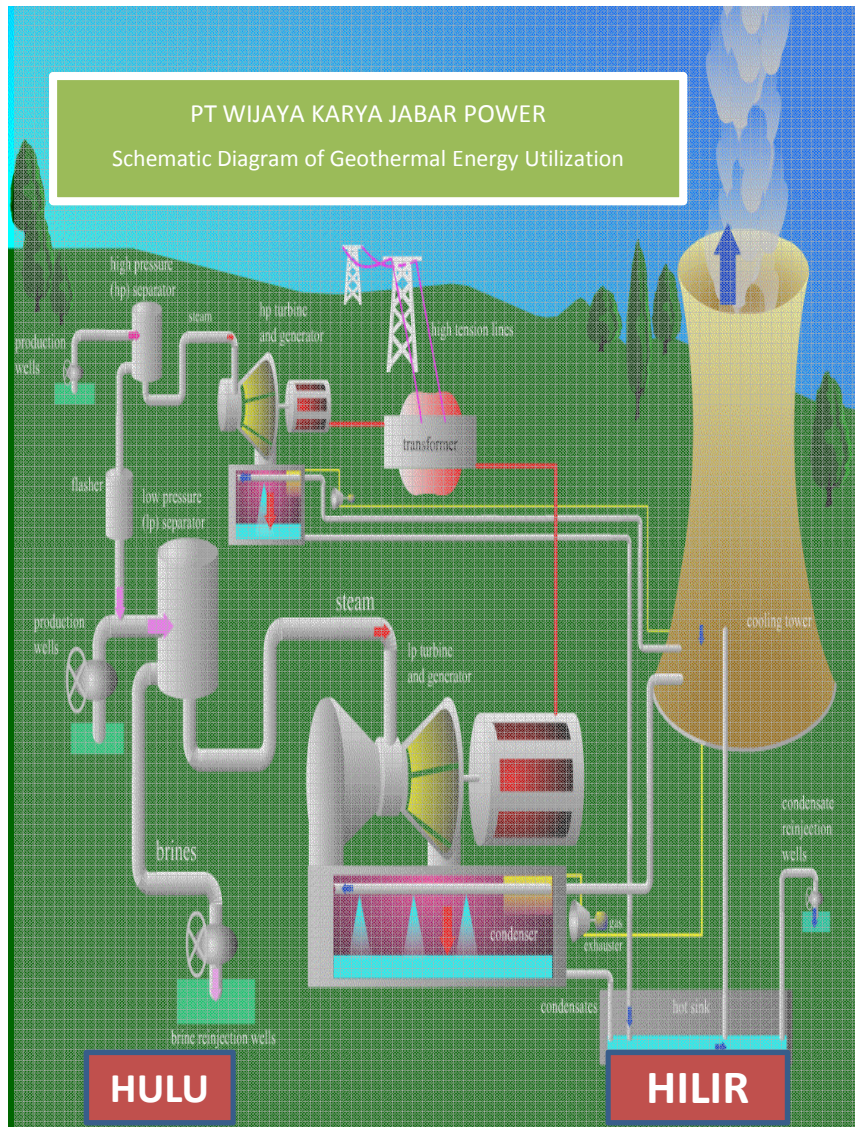 PT WIJAYA KARYA JABAR POWER
Schematic Diagram of Geothermal Energy Utilization
high pressure
(hp) separator
steam
hp turbine
and generator
high tension lines
production
wells
transformer
flasher
low pressure
(lp) separator
steam
production
wells
lp turbine
and generator
cooling tower
condensate
reinjection
wells
brines
condenser
gas
exhauster
condensates
hot sink
brine reinjection wells
HULU
HILIR